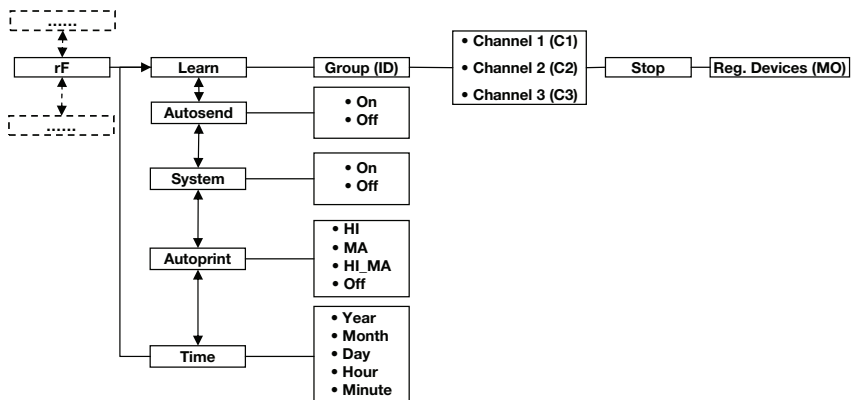 ......
rF
......
Learn
Group (ID)
• Channel 1 (C1)
• Channel 2 (C2)
• Channel 3 (C3)
Stop
Reg. Devices (MO)
Autosend
• On
• Off
System
• On
• Off
Autoprint
• HI
• MA
• HI_MA
• Off
Time
• Year
• Month
• Day
• Hour
• Minute